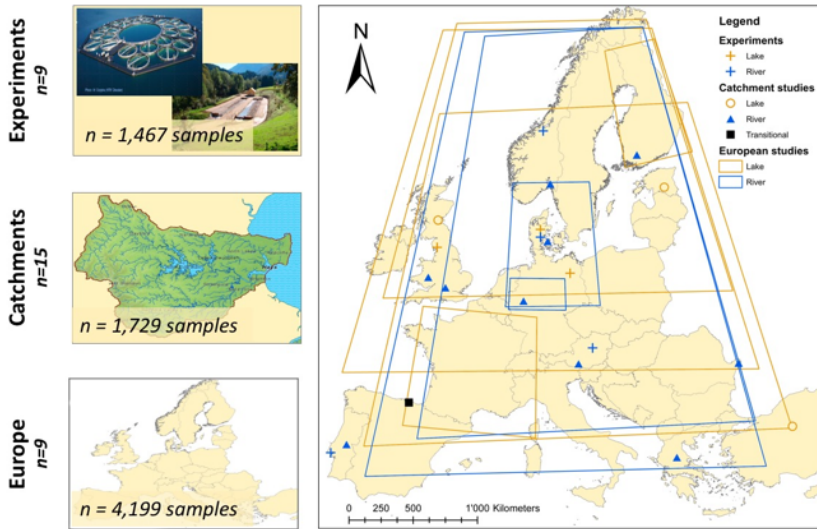 Experiments
n=9
n = 1,467 samples
Catchments
n=15
n = 1,729 samples
Europe
n=9
n = 4,199 samples
N
Legend
Experiments
Lake
River
Catchment studies
Lake
River
Transitional
European studies
Lake
River
0 250 500 1'000 Kilometers